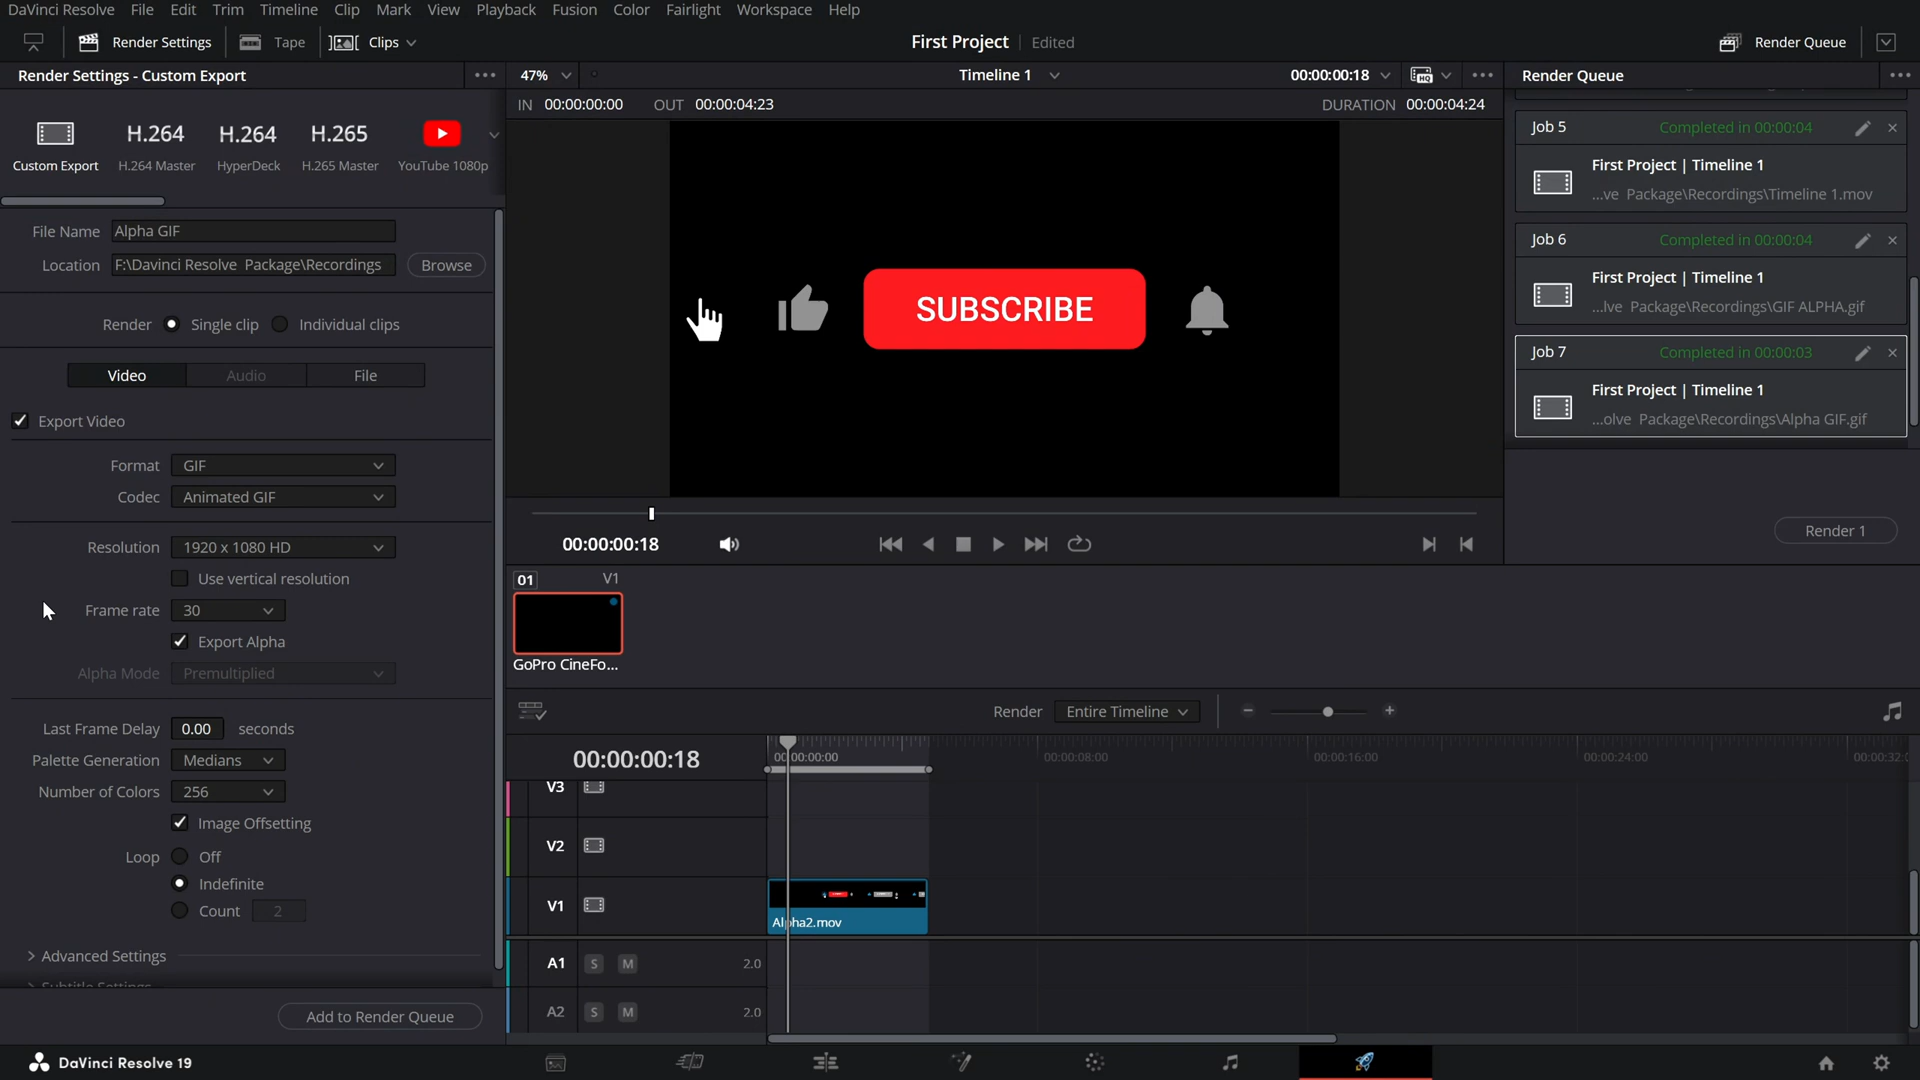 DaVinci Resolve File Edit Trim Timeline Clip Mark View Playback Fusion Color Fairlight Workspace Help
Render Settings Tape Clips First Project Edited Render Queue
Render Settings - Custom Export 47% Timeline 1 00:00:00:18 HQ Render Queue
IN 00:00:00:00 OUT 00:00:04:23 DURATION 00:00:04:24
H.264 H.264 H.265
Custom Export H.264 Master HyperDeck H.265 Master YouTube 1080p
Job 5 Completed in 00:00:04
First Project | Timeline 1
...ve Package\Recordings\Timeline 1.mov
Job 6 Completed in 00:00:04
First Project | Timeline 1
...lve Package\Recordings\GIF ALPHA.gif
Job 7 Completed in 00:00:03
First Project | Timeline 1
...olve Package\Recordings\Alpha GIF.gif
Render 1
File Name Alpha GIF
Location F:\Davinci Resolve Package\Recordings Browse
Render Single clip Individual clips
Video Audio File
Export Video
Format GIF
Codec Animated GIF
Resolution 1920 x 1080 HD
Use vertical resolution
Frame rate 30
Export Alpha
Alpha Mode Premultiplied
Last Frame Delay 0.00 seconds
Palette Generation Medians
Number of Colors 256
Image Offsetting
Loop Off
Indefinite
Count 2
Advanced Settings
Subtitle Settings
Add to Render Queue
SUBSCRIBE
00:00:00:18
01 V1
GoPro CineFo...
Render Entire Timeline
00:00:00:18 00:00:00:00 00:00:08:00 00:00:16:00 00:00:24:00 00:00:32:
V3
V2
V1 Alpha2.mov
A1 S M 2.0
A2 S M 2.0
DaVinci Resolve 19